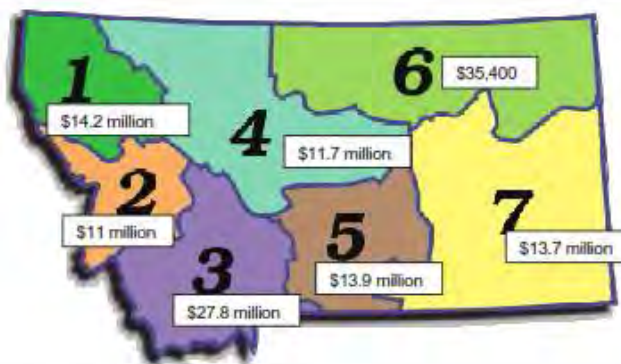 1
$14.2 million
2
$11 million
3
$27.8 million
4
$11.7 million
5
$13.9 million
6
$35,400
7
$13.7 million